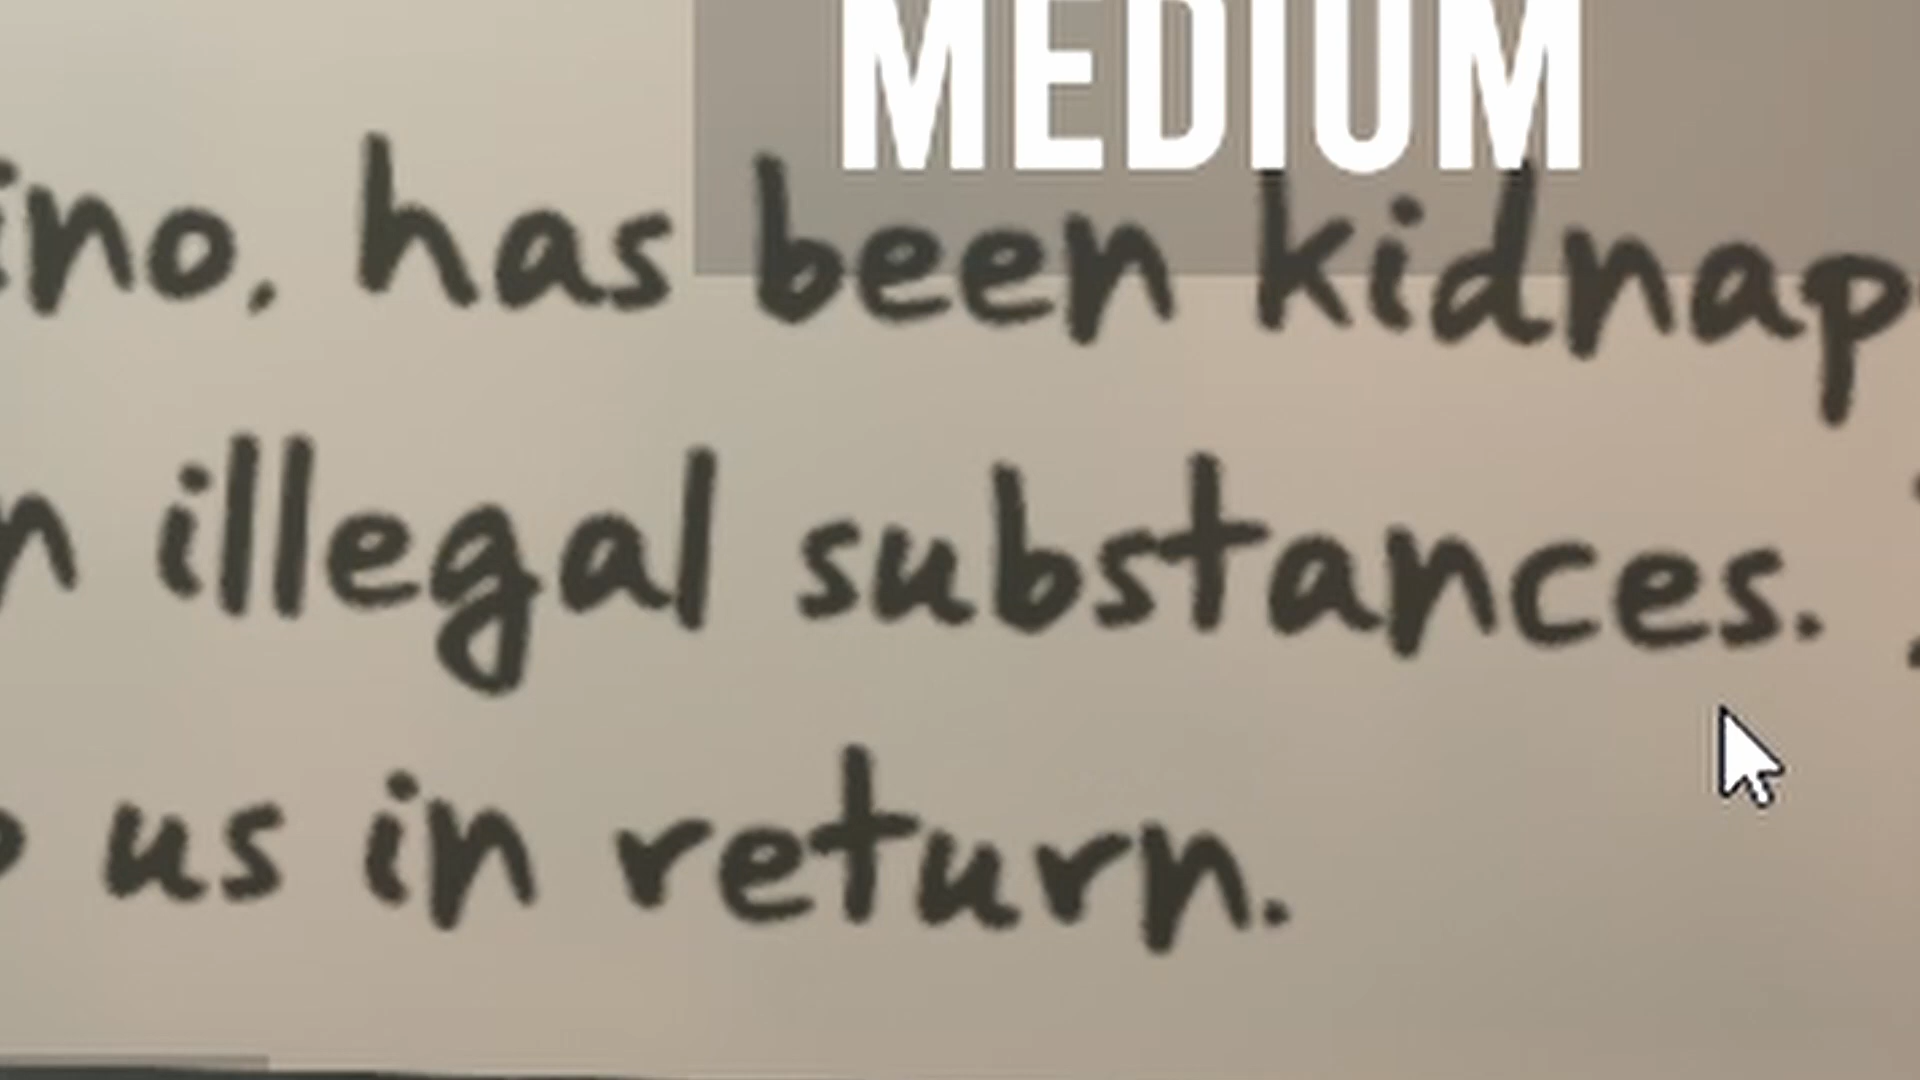 MEDIUM
ino, has been kidnap
n illegal substances.
us in return.